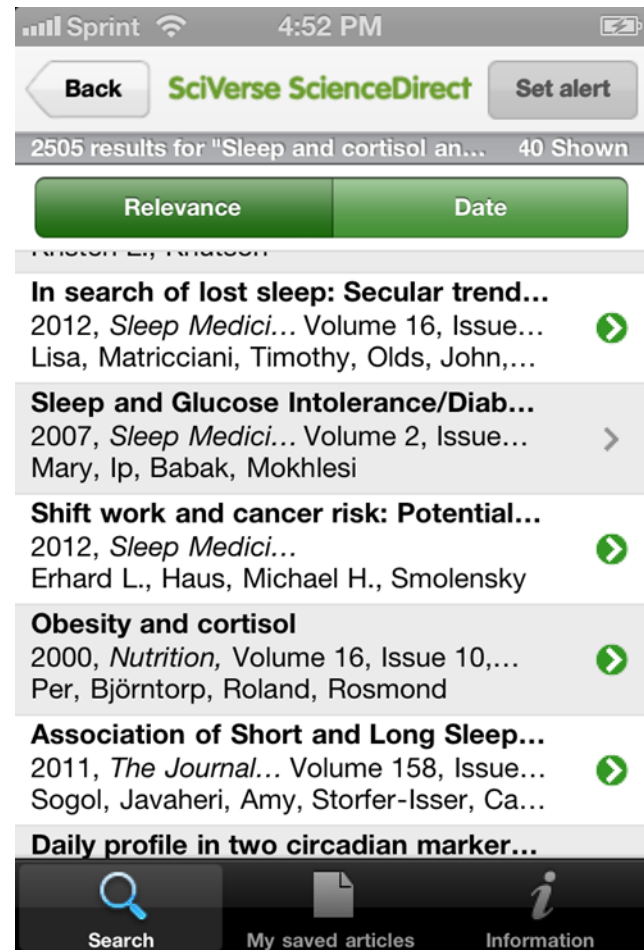 Sprint 4:52 PM
Back SciVerse ScienceDirect Set alert
2505 results for "Sleep and cortisol an... 40 Shown
Relevance Date
Kristen L., Knutson
In search of lost sleep: Secular trend...
2012, Sleep Medici... Volume 16, Issue...
Lisa, Matricciani, Timothy, Olds, John,...
Sleep and Glucose Intolerance/Diab...
2007, Sleep Medici... Volume 2, Issue...
Mary, Ip, Babak, Mokhlesi
Shift work and cancer risk: Potential...
2012, Sleep Medici...
Erhard L., Haus, Michael H., Smolensky
Obesity and cortisol
2000, Nutrition, Volume 16, Issue 10,...
Per, Björntorp, Roland, Rosmond
Association of Short and Long Sleep...
2011, The Journal... Volume 158, Issue...
Sogol, Javaheri, Amy, Storfer-Isser, Ca...
Daily profile in two circadian marker...
Search My saved articles Information